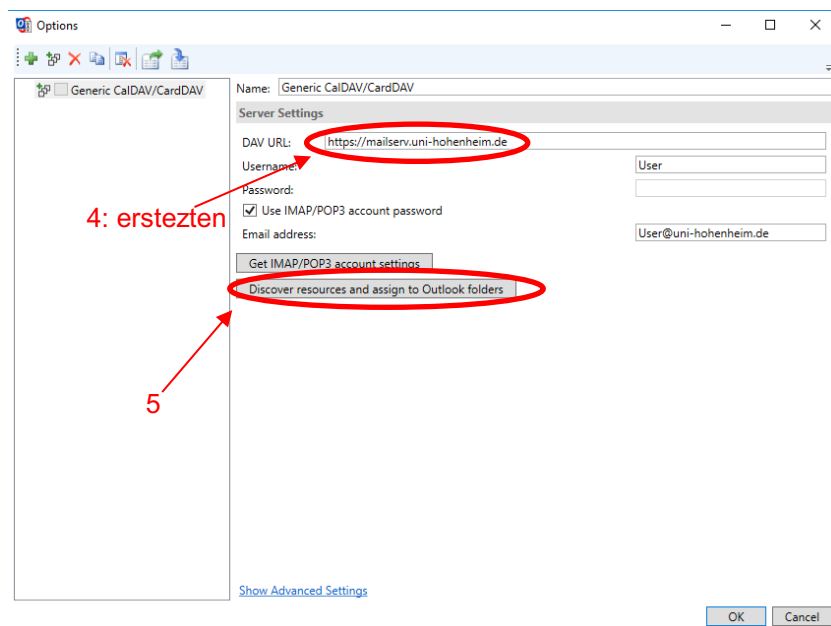 Options
Generic CalDAV/CardDAV
Name: Generic CalDAV/CardDAV
Server Settings
DAV URL: https://mailserv.uni-hohenheim.de
Username: User
Password:
Use IMAP/POP3 account password
4: erstezten
Email address: User@uni-hohenheim.de
Get IMAP/POP3 account settings
Discover resources and assign to Outlook folders
5
Show Advanced Settings
OK Cancel